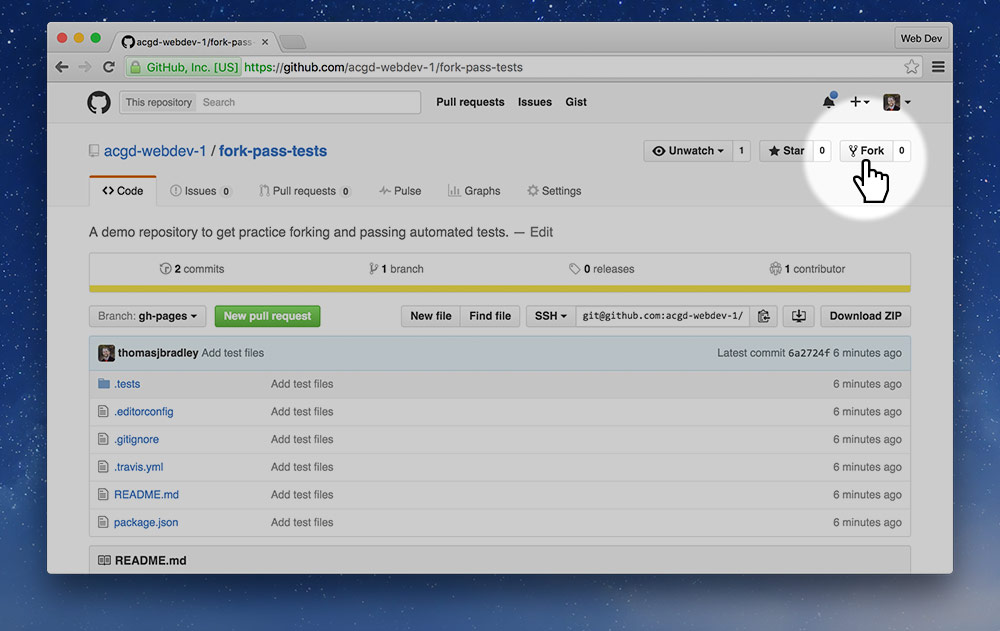 acgd-webdev-1/fork-pass-
Web Dev
GitHub, Inc. [US] https://github.com/acgd-webdev-1/fork-pass-tests
This repository Search Pull requests Issues Gist
acgd-webdev-1 / fork-pass-tests Unwatch 1 Star 0 Fork 0
Code Issues 0 Pull requests 0 Pulse Graphs Settings
A demo repository to get practice forking and passing automated tests. — Edit
2 commits 1 branch 0 releases 1 contributor
Branch: gh-pages New pull request New file Find file SSH git@github.com:acgd-webdev-1/ Download ZIP
thomasjbradley Add test files Latest commit 6a2724f 6 minutes ago
.tests Add test files 6 minutes ago
.editorconfig Add test files 6 minutes ago
.gitignore Add test files 6 minutes ago
.travis.yml Add test files 6 minutes ago
README.md Add test files 6 minutes ago
package.json Add test files 6 minutes ago
README.md